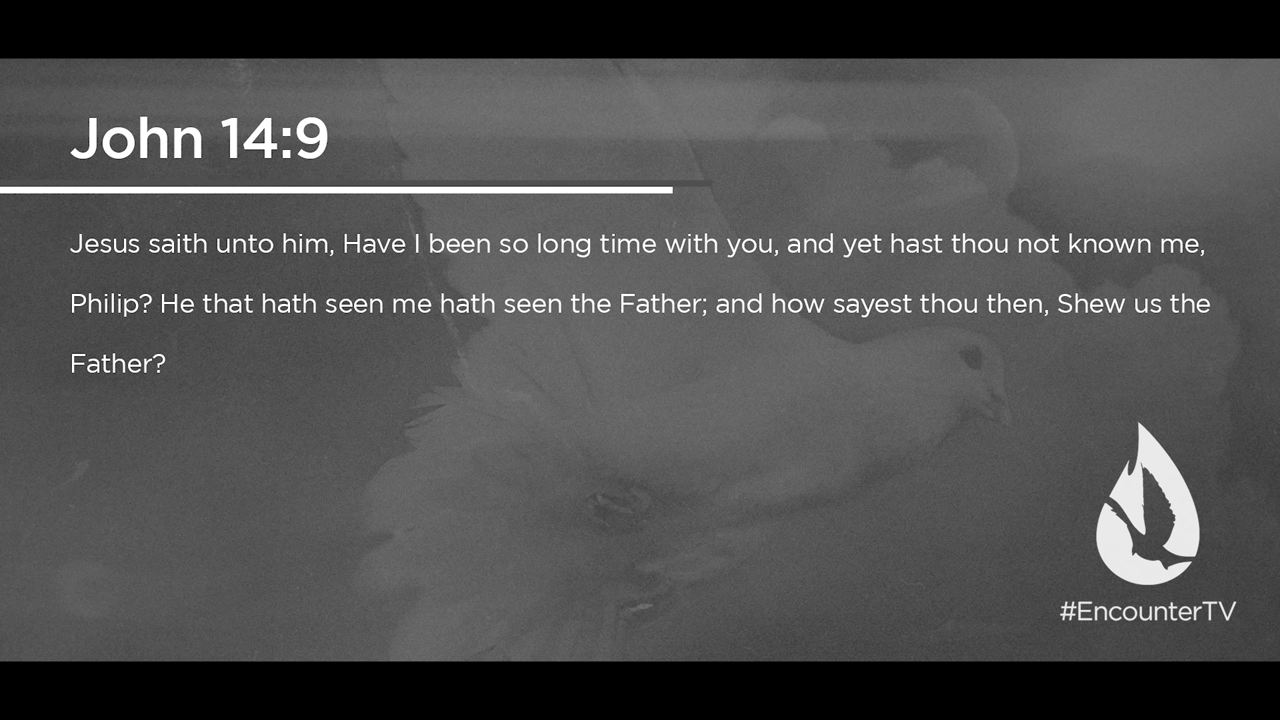 John 14:9
Jesus saith unto him, Have I been so long time with you, and yet hast thou not known me,
Philip? He that hath seen me hath seen the Father; and how sayest thou then, Shew us the
Father?
#EncounterTV